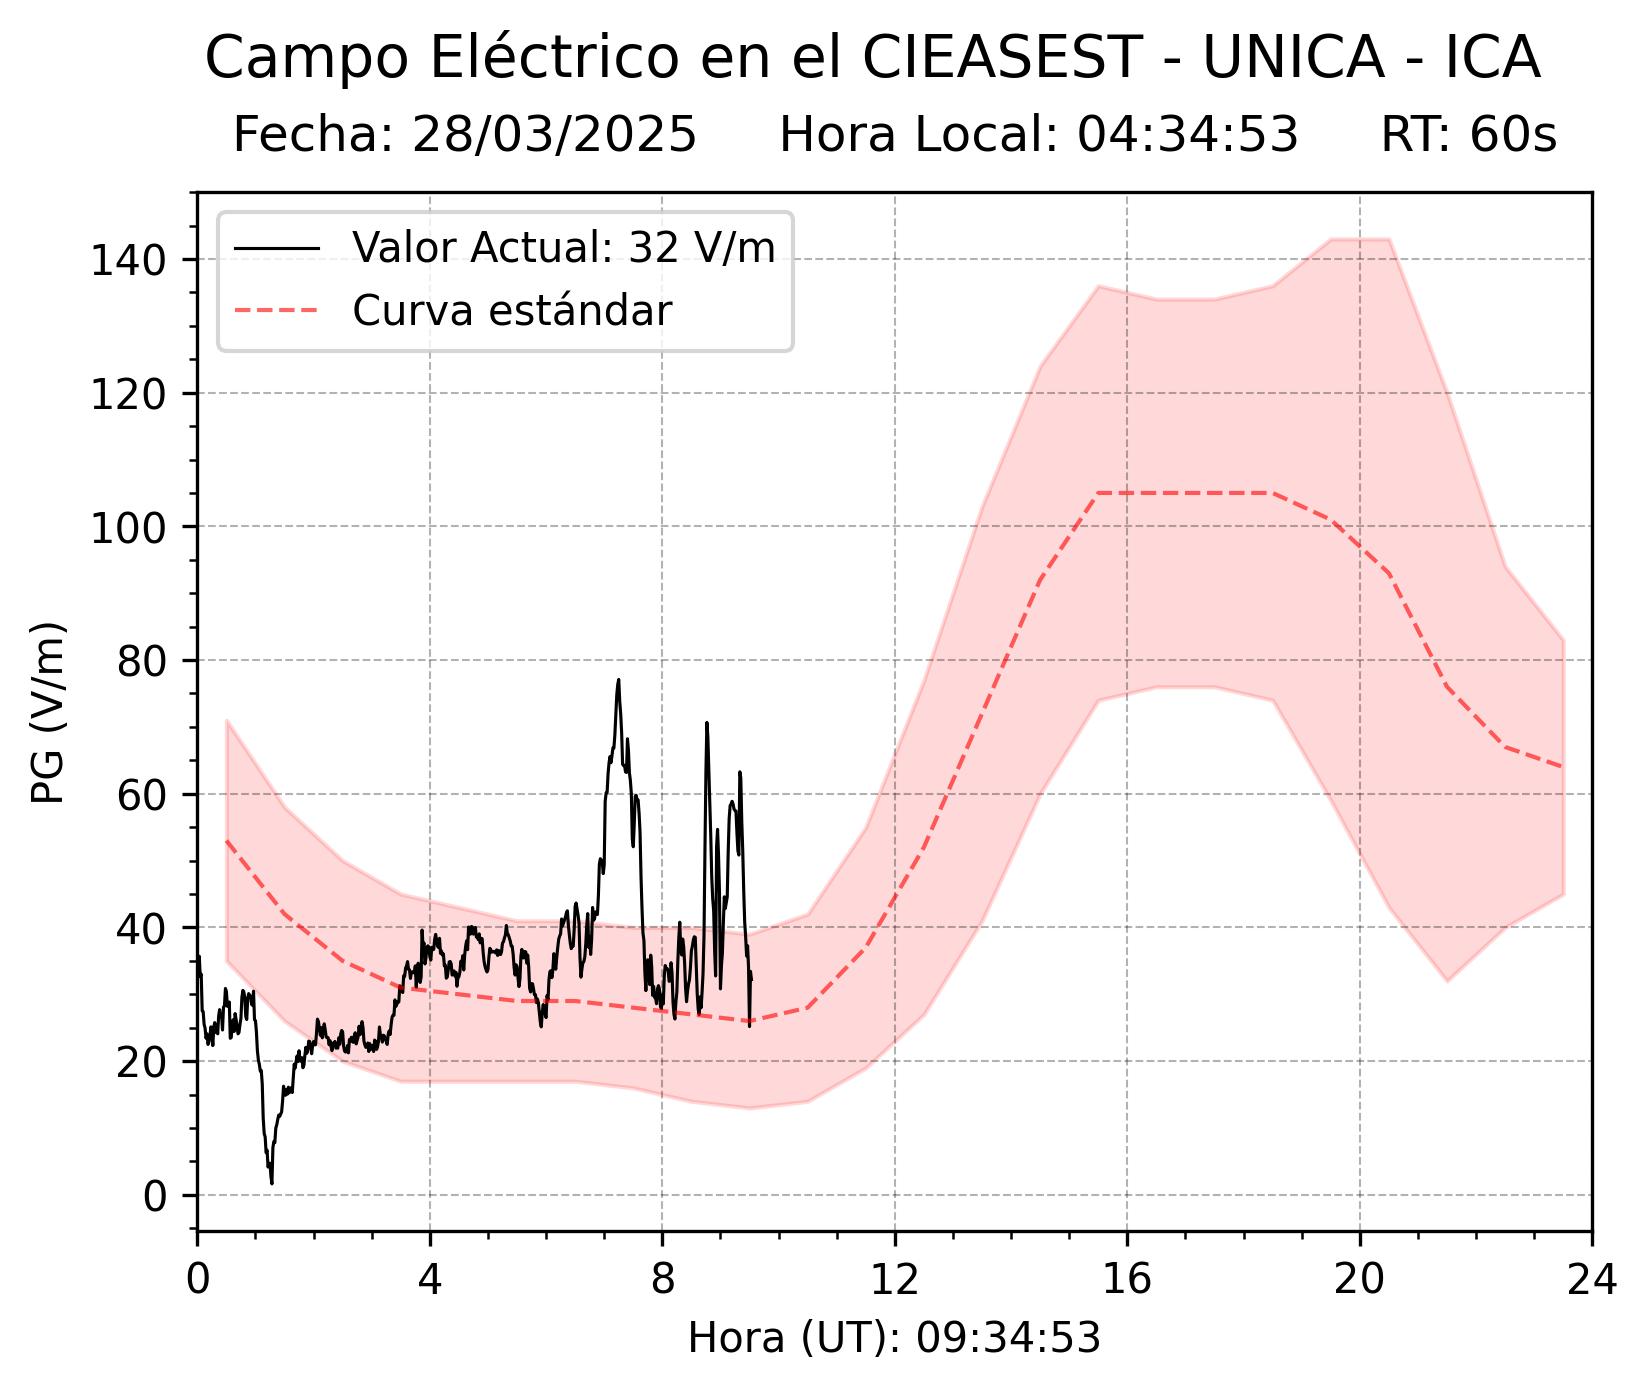 Campo Eléctrico en el CIEASEST - UNICA - ICA
Fecha: 28/03/2025 Hora Local: 04:34:53 RT: 60s
Valor Actual: 32 V/m
Curva estándar
140
120
100
80
60
40
20
0
PG (V/m)
0 4 8 12 16 20 24
Hora (UT): 09:34:53